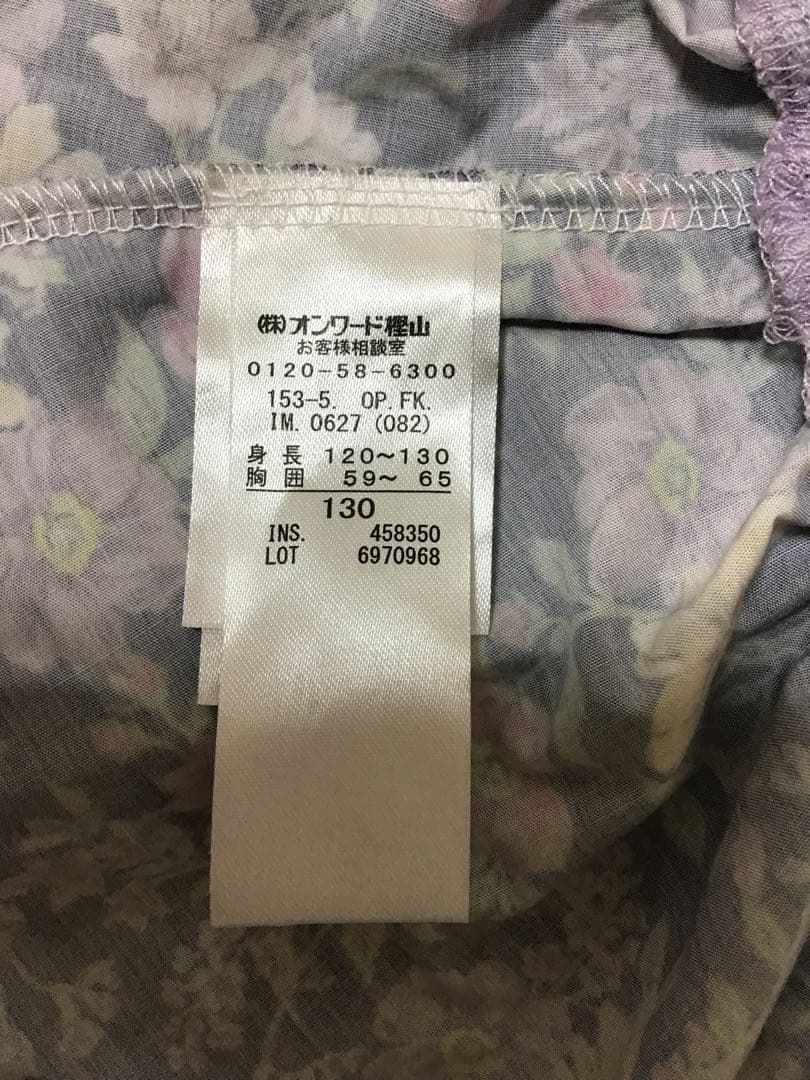 (株)オンワード樫山
お客様相談室
0120-58-6300
153-5. OP.FK.
IM. 0627 (082)
身長 120〜130
胸囲 59〜 65
130
INS. 458350
LOT 6970968